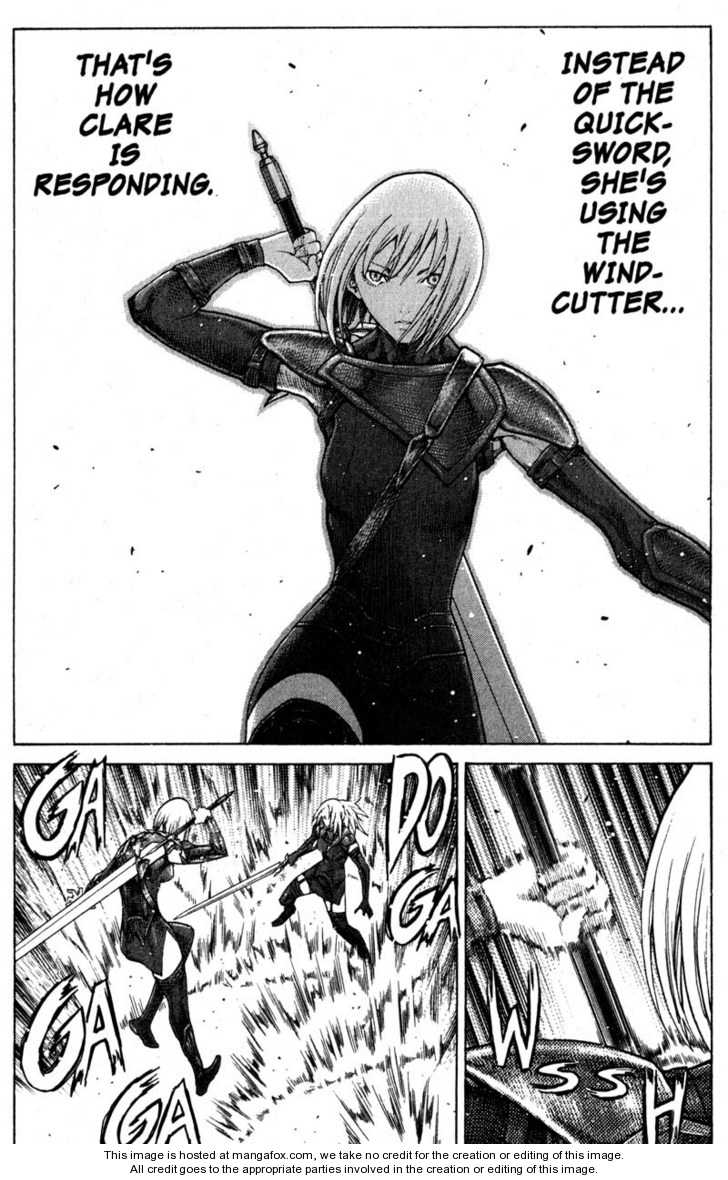 INSTEAD
OF THE
QUICK-
SWORD,
SHE'S
USING
THE
WIND-
CUTTER...
THAT'S
HOW
CLARE
IS
RESPONDING.
WSSSH
DO
GA
GA
GA
GA
This image is hosted at mangafox.com, we take no credit for the creation or editing of this image.
All credit goes to the appropriate parties involved in the creation or editing of this image.